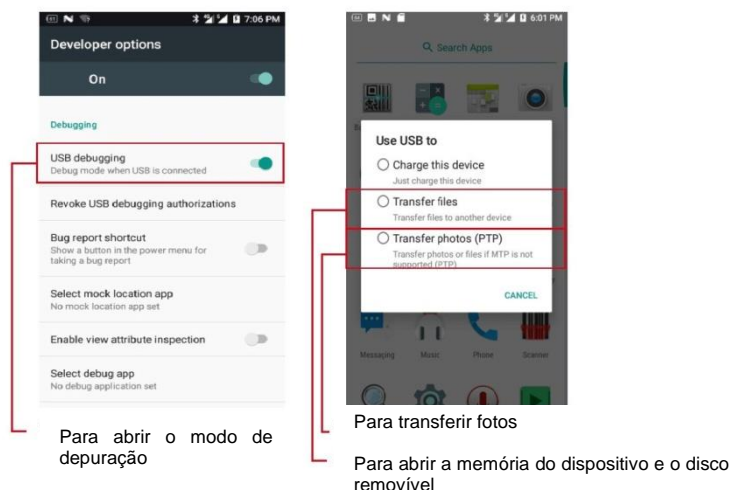 7:06 PM
Developer options
On
Debugging
USB debugging
Debug mode when USB is connected
Revoke USB debugging authorizations
Bug report shortcut
Show a button in the power menu for
taking a bug report
Select mock location app
No mock location app set
Enable view attribute inspection
Select debug app
No debug application set
Para abrir o modo de
depuração
6:01 PM
Search Apps
Use USB to
Charge this device
Just charge this device
Transfer files
Transfer files to another device
Transfer photos (PTP)
Transfer photos or files if MTP is not
supported (PTP)
CANCEL
Messaging Music Phone Scanner
Para transferir fotos
Para abrir a memória do dispositivo e o disco
removível